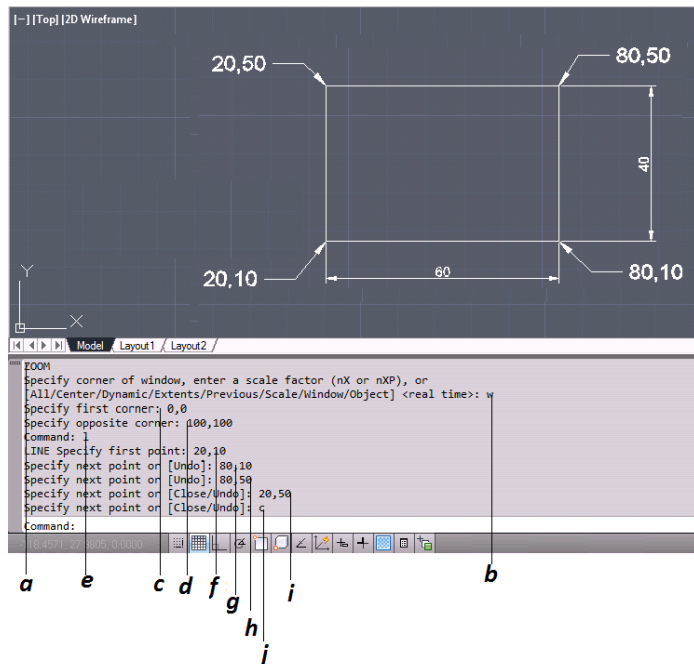 [−] [Top] [2D Wireframe]
20,50
80,50
40
20,10
60
80,10
Y
X
Model Layout1 Layout2
ZOOM
Specify corner of window, enter a scale factor (nX or nXP), or
[All/Center/Dynamic/Extents/Previous/Scale/Window/Object] <real time>: w
Specify first corner: 0,0
Specify opposite corner: 100,100
Command: l
LINE Specify first point: 20,10
Specify next point or [Undo]: 80,10
Specify next point or [Undo]: 80,50
Specify next point or [Close/Undo]: 20,50
Specify next point or [Close/Undo]: c
Command:
a e c d f g h j i b